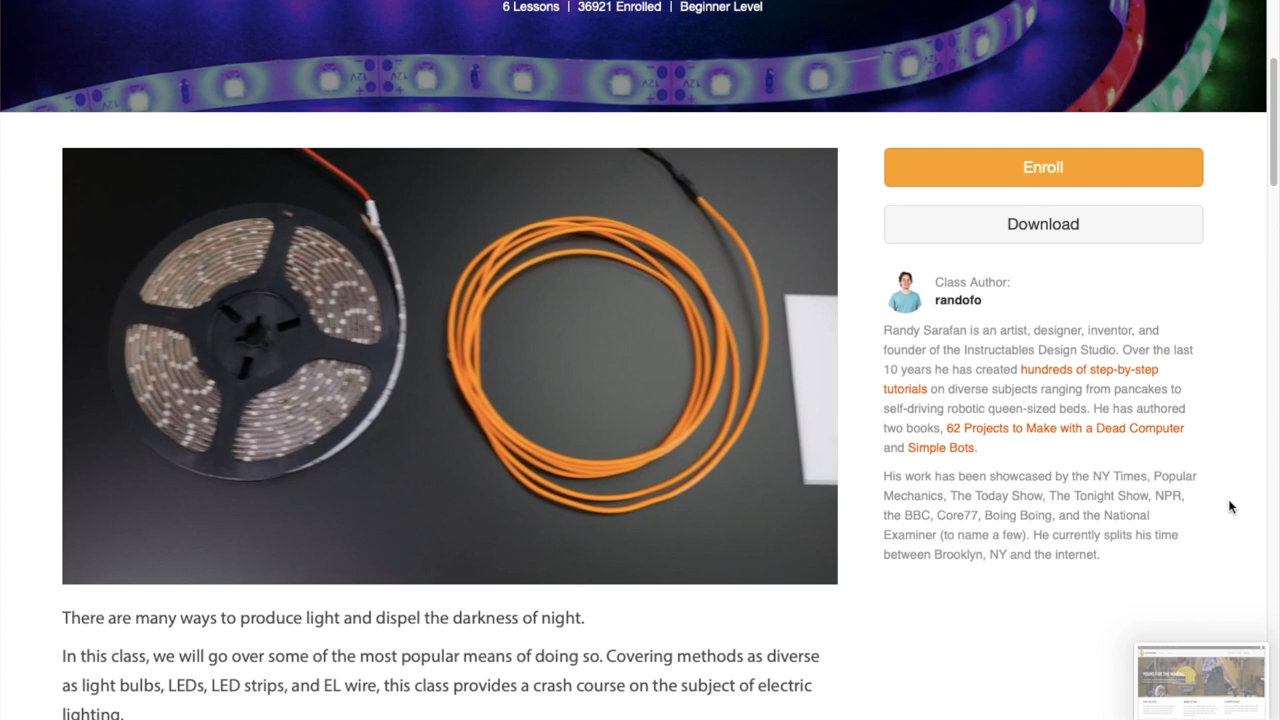 6 Lessons | 36921 Enrolled | Beginner Level
12V
12V
12V
12V
Enroll
Download
Class Author:
randofo
Randy Sarafan is an artist, designer, inventor, and
founder of the Instructables Design Studio. Over the last
10 years he has created hundreds of step-by-step
tutorials on diverse subjects ranging from pancakes to
self-driving robotic queen-sized beds. He has authored
two books, 62 Projects to Make with a Dead Computer
and Simple Bots.
His work has been showcased by the NY Times, Popular
Mechanics, The Today Show, The Tonight Show, NPR,
the BBC, Core77, Boing Boing, and the National
Examiner (to name a few). He currently splits his time
between Brooklyn, NY and the internet.
There are many ways to produce light and dispel the darkness of night.
In this class, we will go over some of the most popular means of doing so. Covering methods as diverse
as light bulbs, LEDs, LED strips, and EL wire, this class provides a crash course on the subject of electric
lighting.